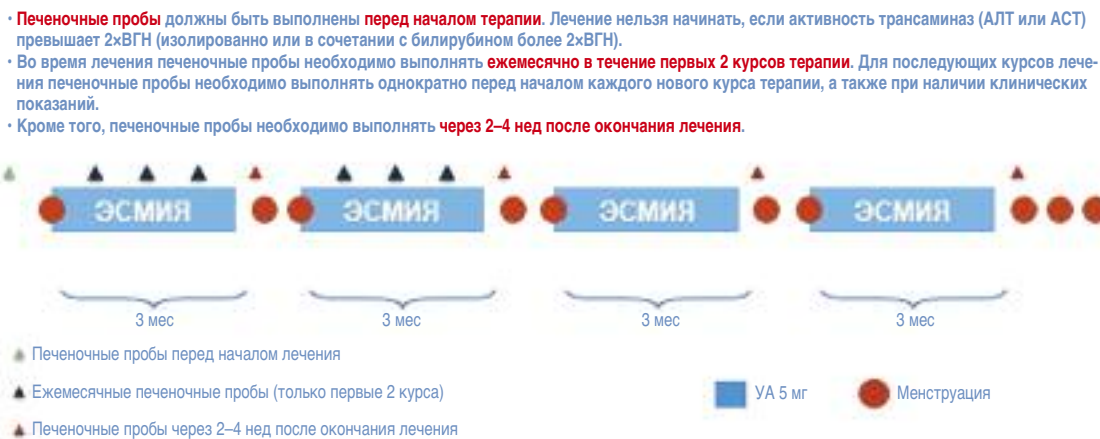 · Печеночные пробы должны быть выполнены перед началом терапии. Лечение нельзя начинать, если активность трансаминаз (АЛТ или АСТ)
превышает 2×ВГН (изолированно или в сочетании с билирубином более 2×ВГН).
· Во время лечения печеночные пробы необходимо выполнять ежемесячно в течение первых 2 курсов терапии. Для последующих курсов лече-
ния печеночные пробы необходимо выполнять однократно перед началом каждого нового курса терапии, а также при наличии клинических
показаний.
· Кроме того, печеночные пробы необходимо выполнять через 2–4 нед после окончания лечения.
ЭСМИЯ ЭСМИЯ ЭСМИЯ ЭСМИЯ
3 мес 3 мес 3 мес 3 мес
Печеночные пробы перед началом лечения
Ежемесячные печеночные пробы (только первые 2 курса) УА 5 мг Менструация
Печеночные пробы через 2–4 нед после окончания лечения